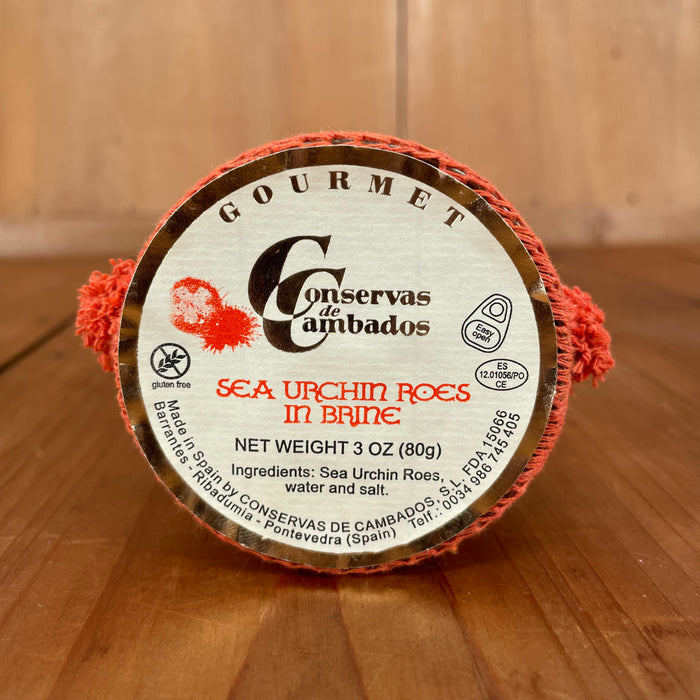 GOURMET
Conservas
de
Cambados
Easy
open
ES
12.01056/PO
CE
gluten free
SEA URCHIN ROES
IN BRINE
NET WEIGHT 3 OZ (80g)
Ingredients: Sea Urchin Roes,
water and salt.
Made in Spain by CONSERVAS DE CAMBADOS, S.L, FDA 15066
Barrantes - Ribadumia - Pontevedra (Spain) Telf.: 0034 986 745 405